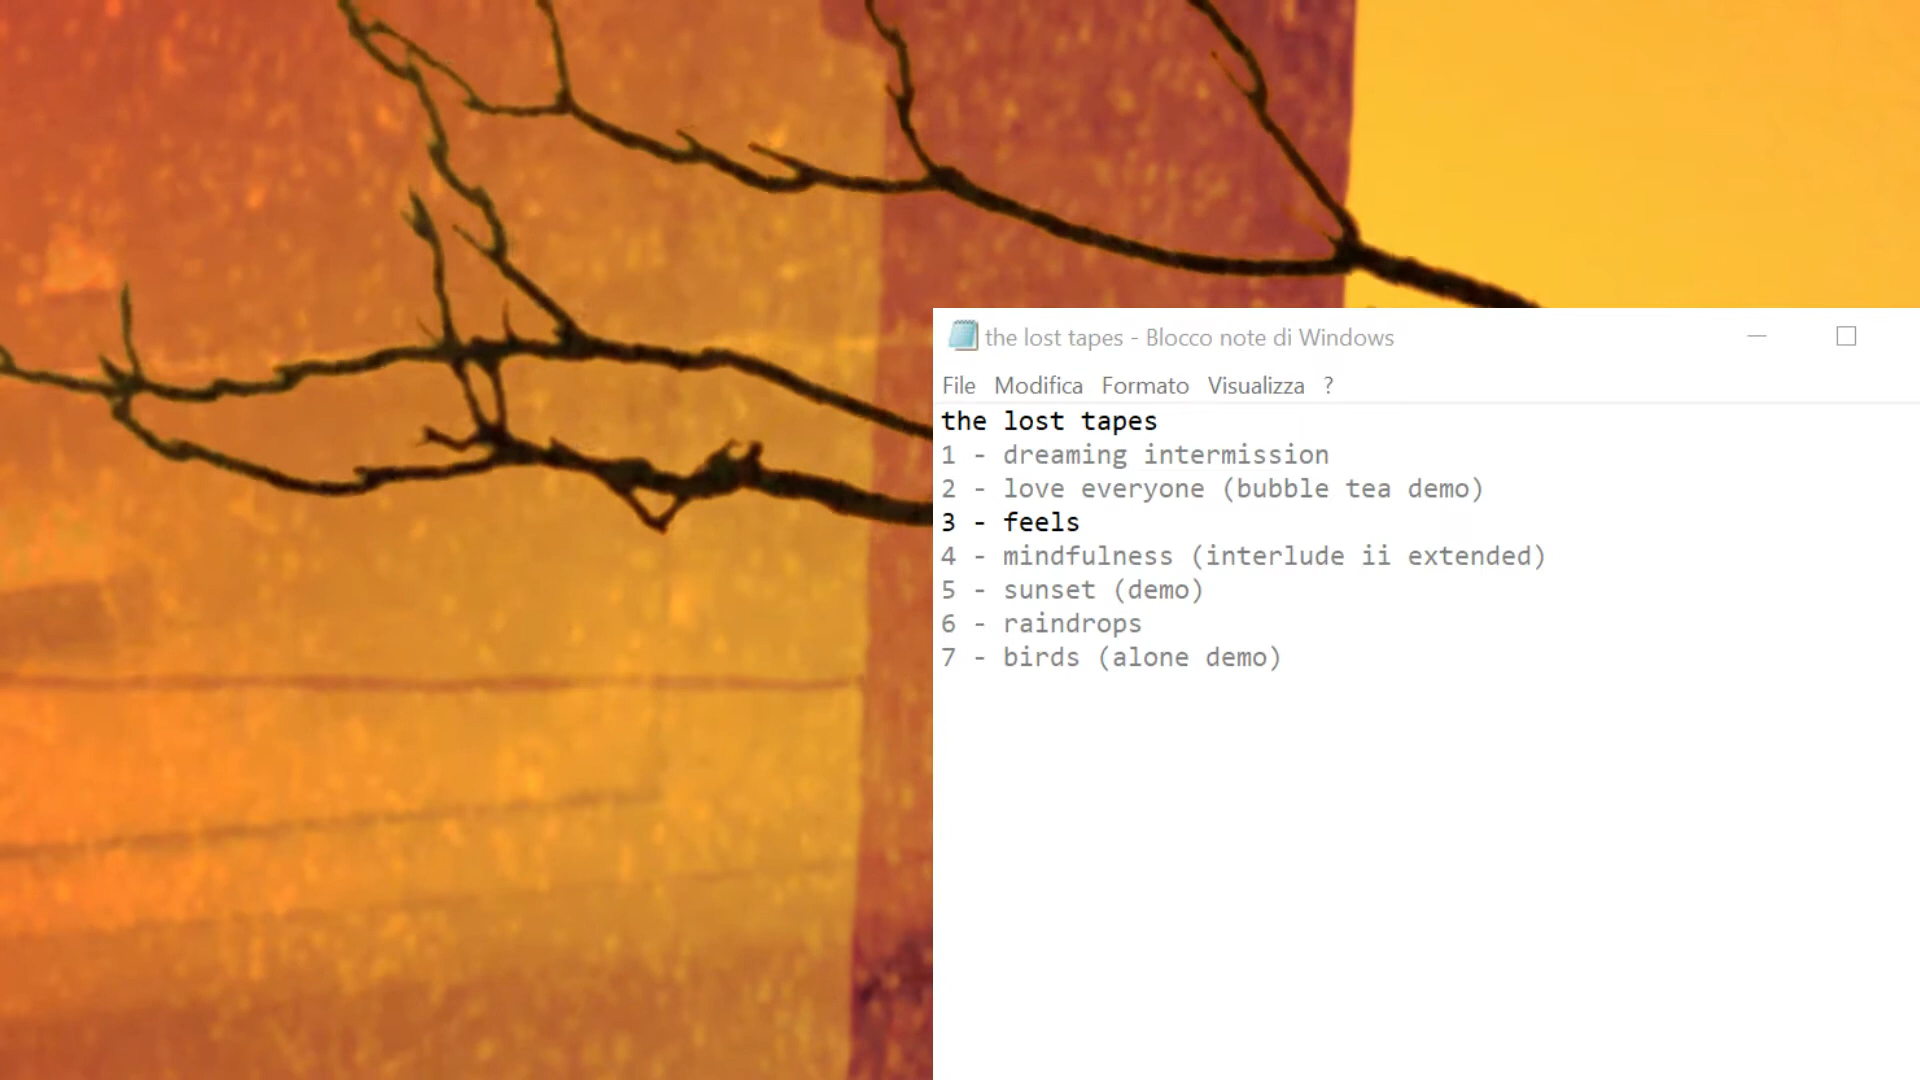 the lost tapes - Blocco note di Windows
File Modifica Formato Visualizza ?
the lost tapes
1 - dreaming intermission
2 - love everyone (bubble tea demo)
3 - feels
4 - mindfulness (interlude ii extended)
5 - sunset (demo)
6 - raindrops
7 - birds (alone demo)